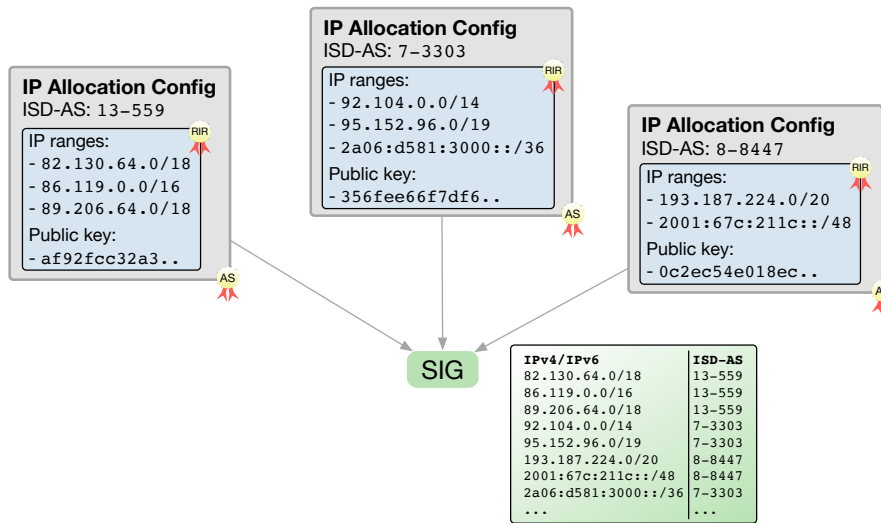 IP Allocation Config
ISD-AS: 13-559
RIR
IP ranges:
- 82.130.64.0/18
- 86.119.0.0/16
- 89.206.64.0/18
Public key:
- af92fcc32a3..
AS
IP Allocation Config
ISD-AS: 7-3303
RIR
IP ranges:
- 92.104.0.0/14
- 95.152.96.0/19
- 2a06:d581:3000::/36
Public key:
- 356fee66f7df6..
AS
IP Allocation Config
ISD-AS: 8-8447
RIR
IP ranges:
- 193.187.224.0/20
- 2001:67c:211c::/48
Public key:
- 0c2ec54e018ec..
SIG
IPv4/IPv6 ISD-AS
82.130.64.0/18 13-559
86.119.0.0/16 13-559
89.206.64.0/18 13-559
92.104.0.0/14 7-3303
95.152.96.0/19 7-3303
193.187.224.0/20 8-8447
2001:67c:211c::/48 8-8447
2a06:d581:3000::/36 7-3303
... ...